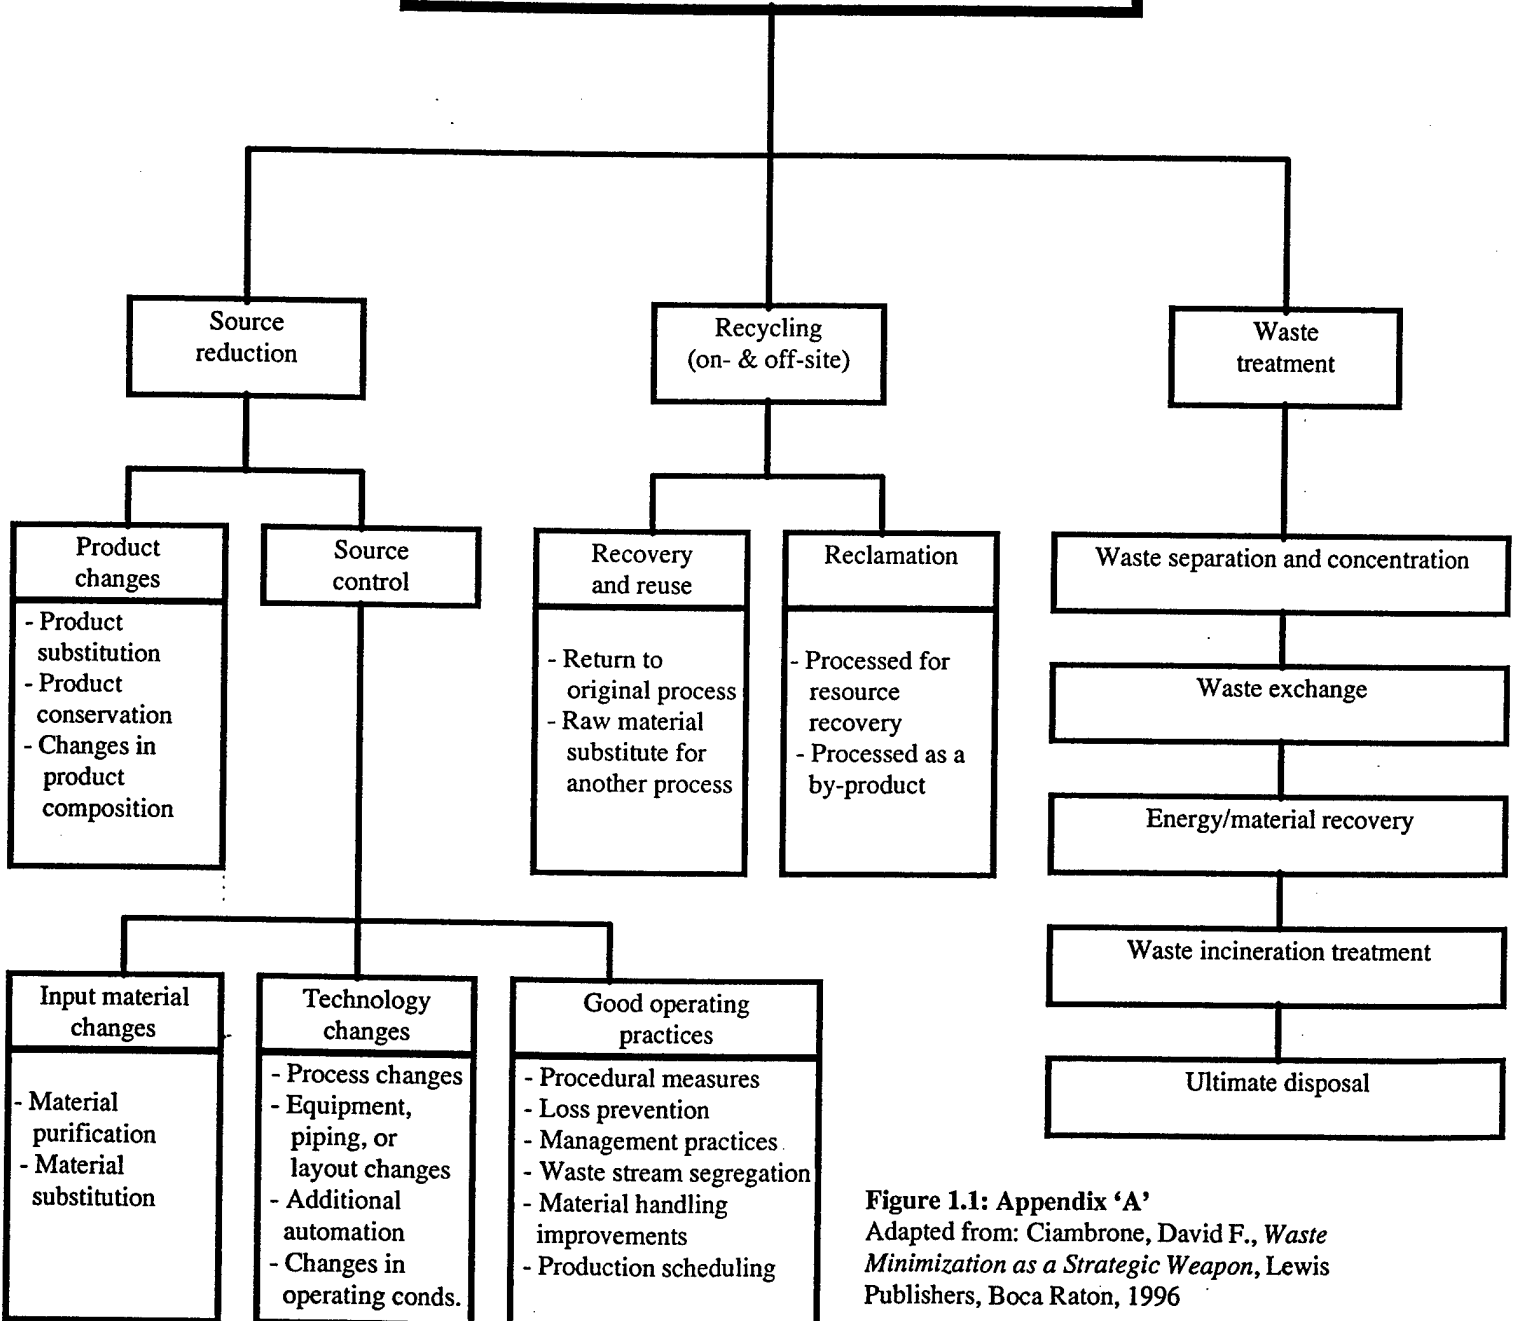 Source
reduction
Recycling
(on- & off-site)
Waste
treatment
Product
changes
- Product
substitution
- Product
conservation
- Changes in
product
composition
Source
control
Recovery
and reuse
- Return to
original process
- Raw material
substitute for
another process
Reclamation
- Processed for
resource
recovery
- Processed as a
by-product
Waste separation and concentration
Waste exchange
Energy/material recovery
Waste incineration treatment
Ultimate disposal
Input material
changes
- Material
purification
- Material
substitution
Technology
changes
- Process changes
- Equipment,
piping, or
layout changes
- Additional
automation
- Changes in
operating conds.
Good operating
practices
- Procedural measures
- Loss prevention
- Management practices
- Waste stream segregation
- Material handling
improvements
- Production scheduling
Figure 1.1: Appendix ‘A’
Adapted from: Ciambrone, David F., Waste
Minimization as a Strategic Weapon, Lewis
Publishers, Boca Raton, 1996